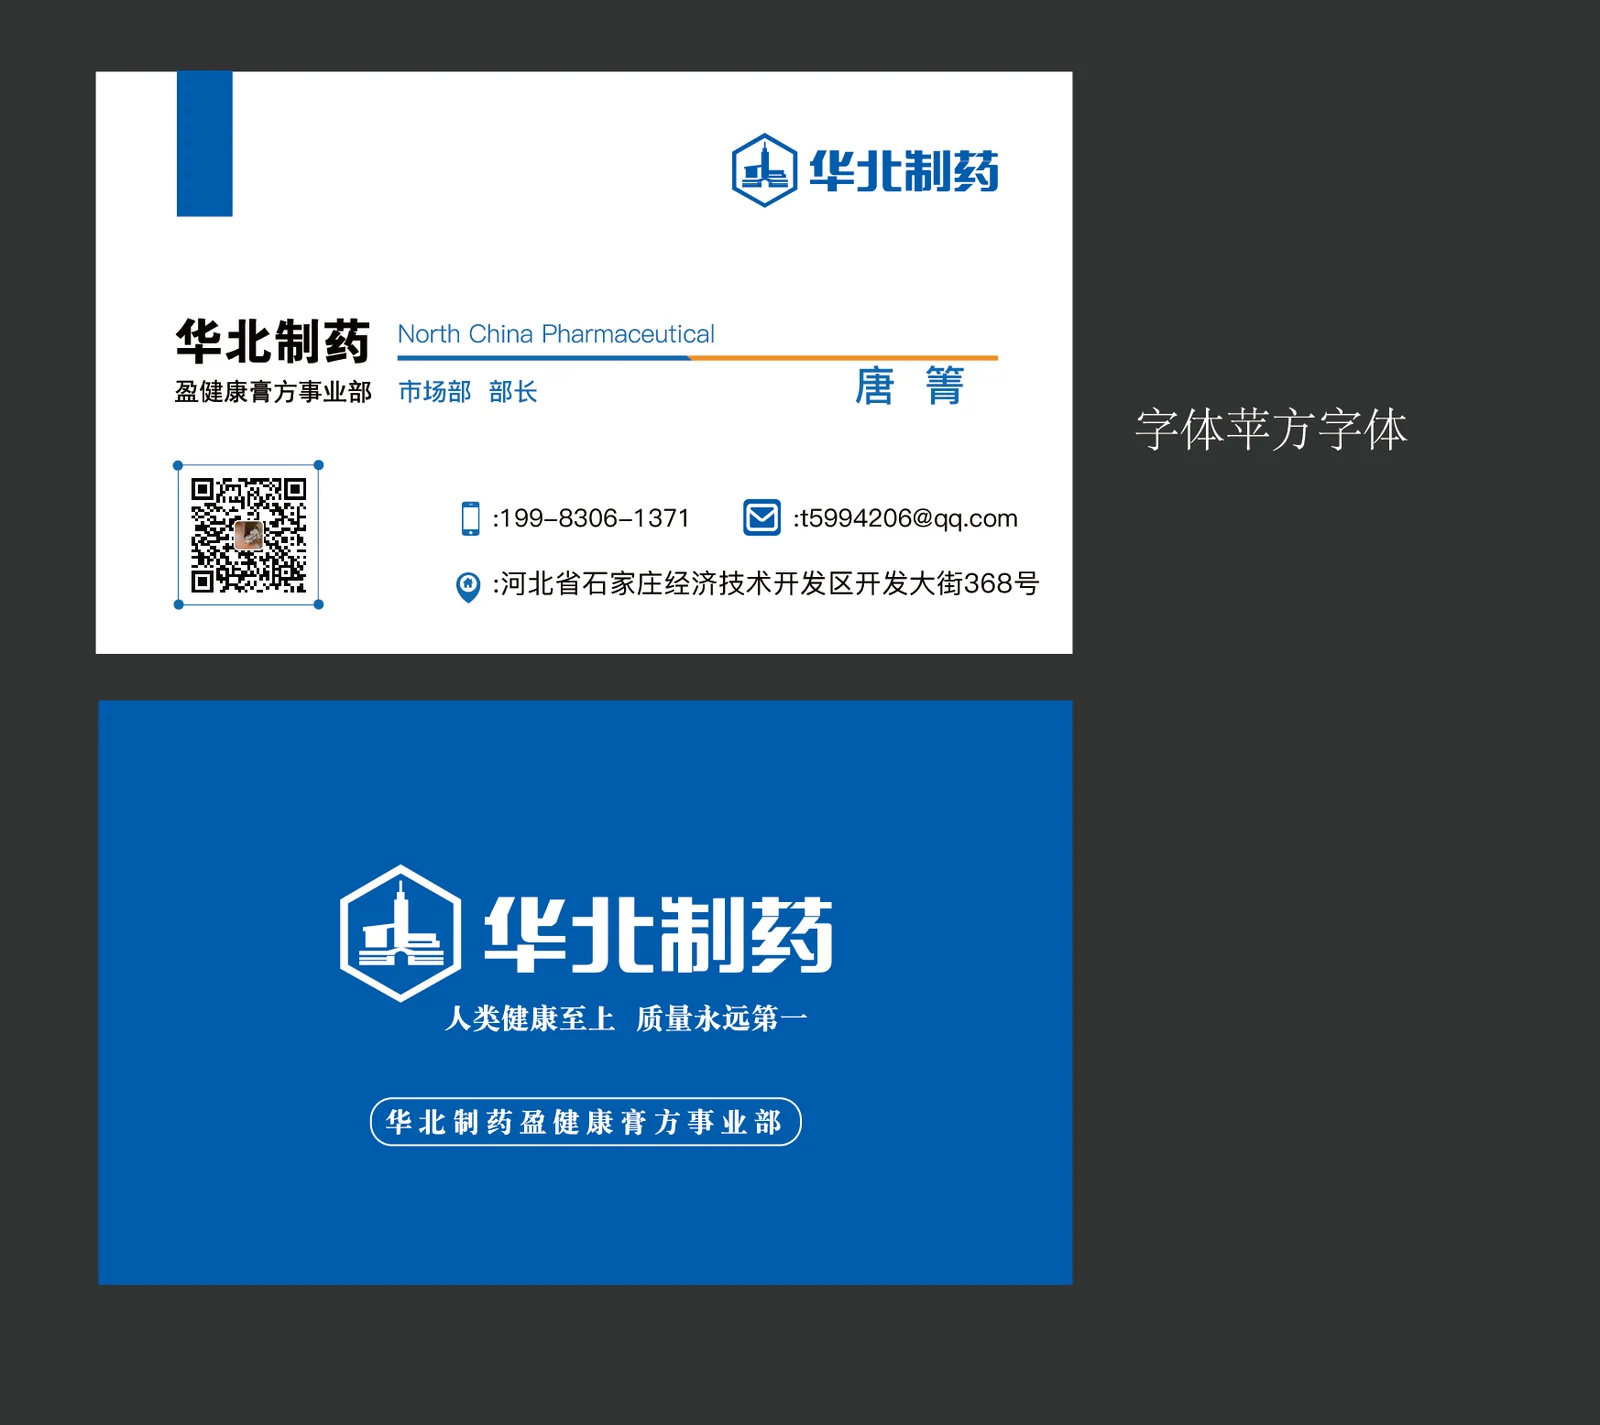 华北制药
华北制药
North China Pharmaceutical
盈健康膏方事业部
市场部 部长
唐 箐
:199-8306-1371
:t5994206@qq.com
:河北省石家庄经济技术开发区开发大街368号
字体苹方字体
华北制药
人类健康至上 质量永远第一
华北制药盈健康膏方事业部